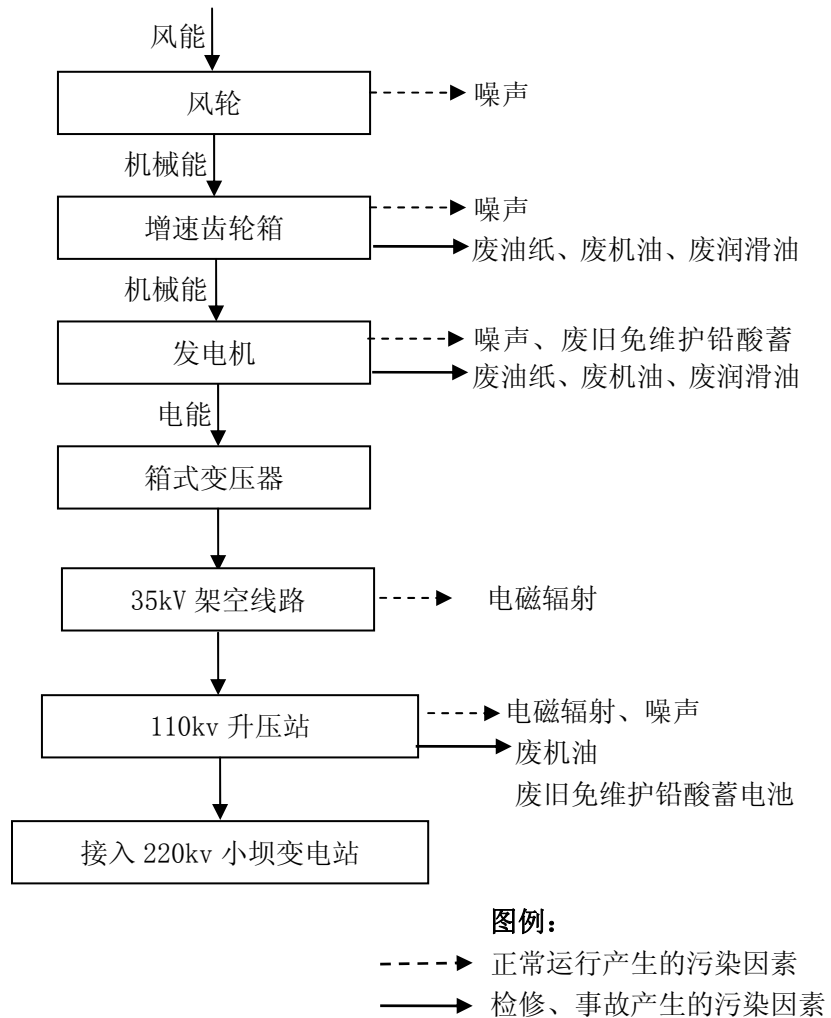 风能
风轮
噪声
机械能
增速齿轮箱
噪声
废油纸、废机油、废润滑油
机械能
发电机
噪声、废旧免维护铅酸蓄
废油纸、废机油、废润滑油
电能
箱式变压器
35kV 架空线路
电磁辐射
110kv 升压站
电磁辐射、噪声
废机油
废旧免维护铅酸蓄电池
接入 220kv 小坝变电站
图例：
正常运行产生的污染因素
检修、事故产生的污染因素